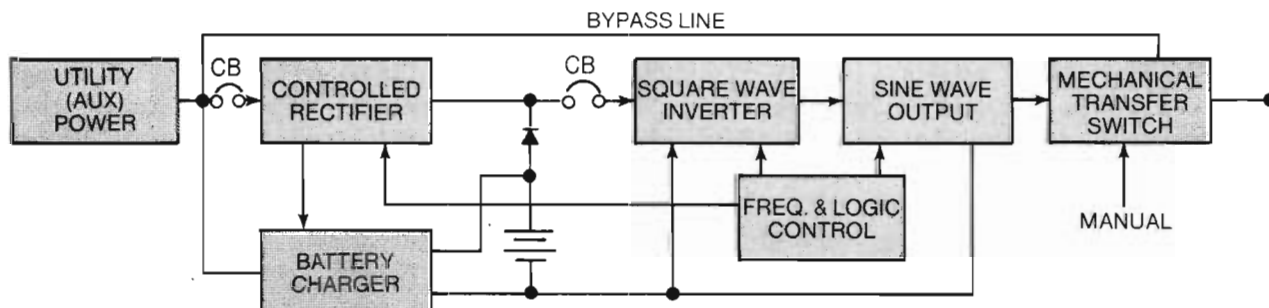 BYPASS LINE
UTILITY
(AUX)
POWER
CB
CONTROLLED
RECTIFIER
CB
SQUARE WAVE
INVERTER
SINE WAVE
OUTPUT
MECHANICAL
TRANSFER
SWITCH
FREQ. & LOGIC
CONTROL
MANUAL
BATTERY
CHARGER